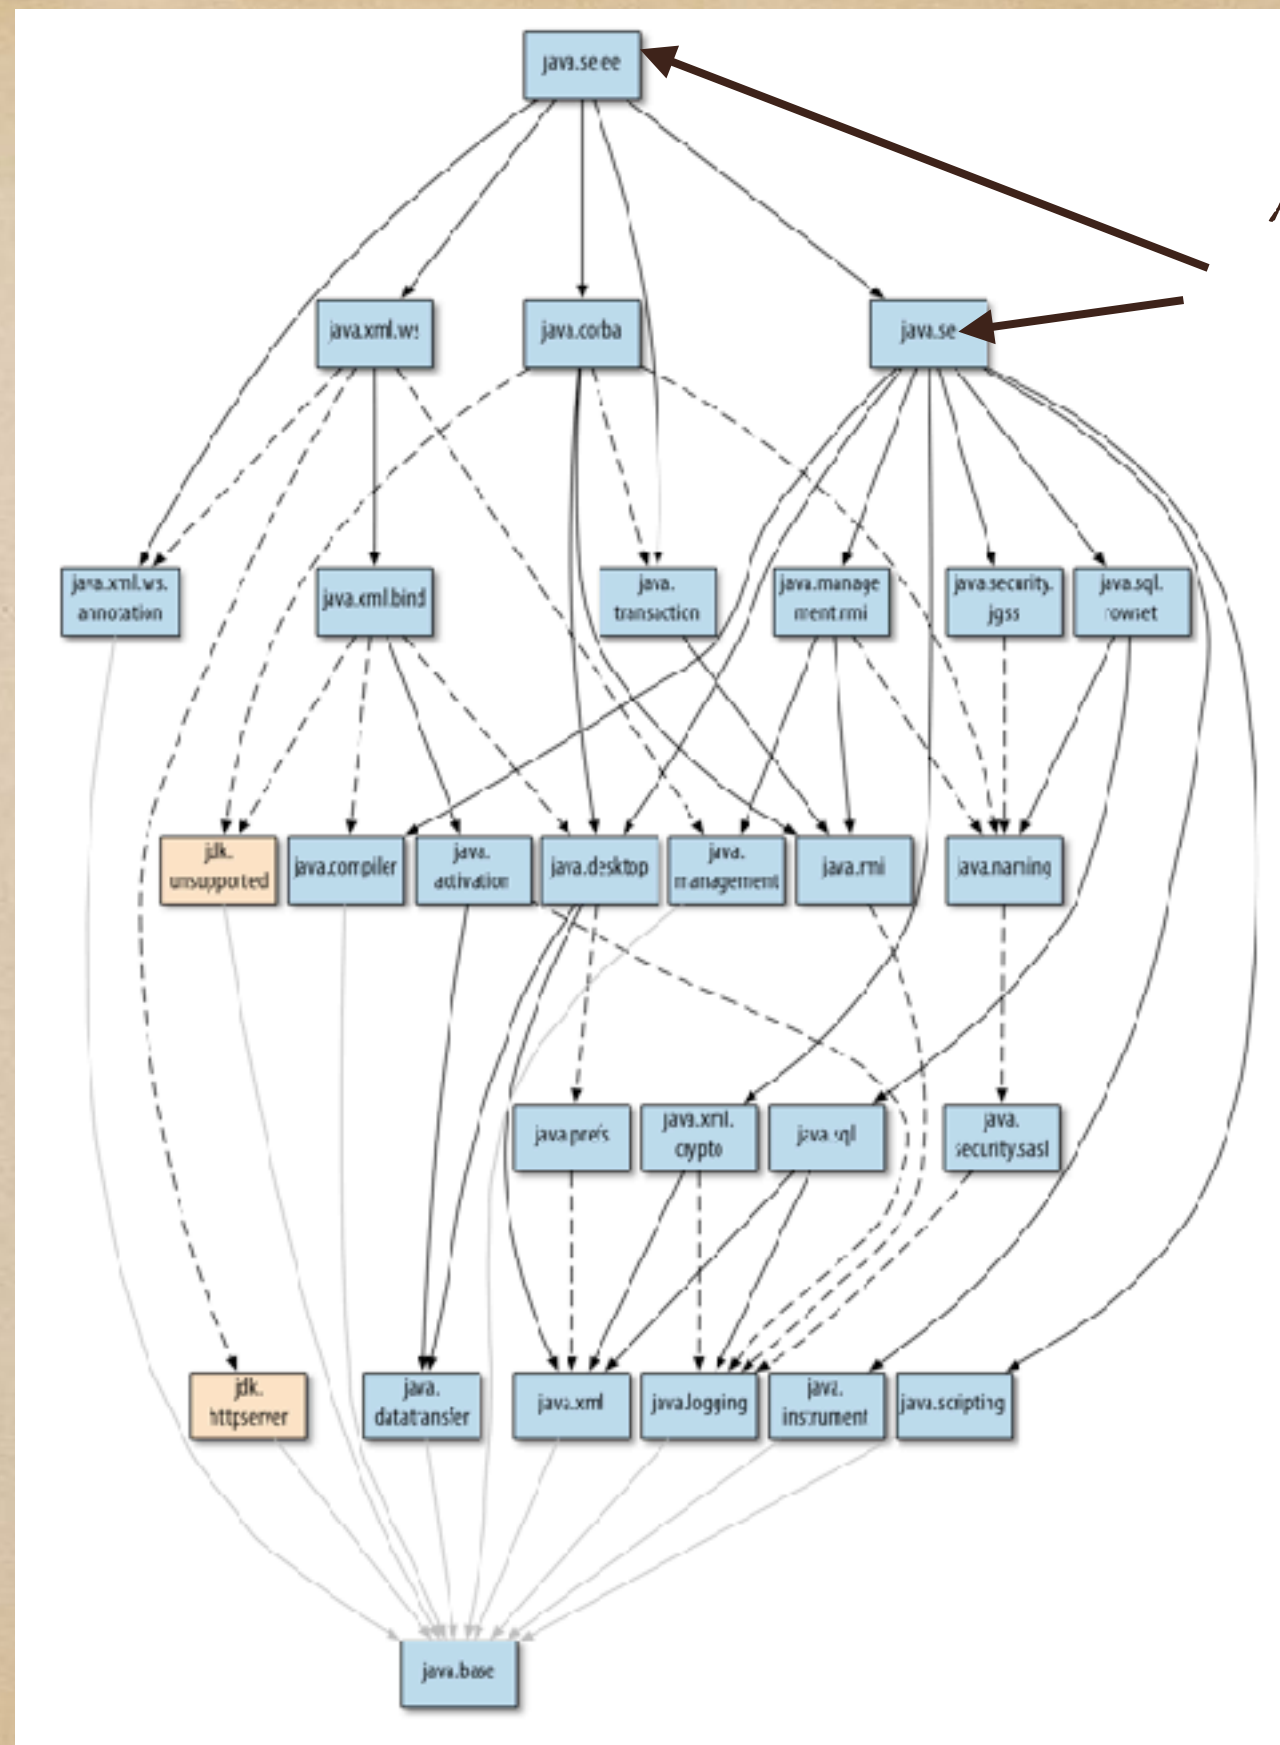 java.se.ee
java.xml.ws
java.corba
java.se
java.xml.ws.
annotation
java.xml.bind
java.
transaction
java.manage
ment.rmi
java.security.
jgss
java.sql.
rowset
jdk.
unsupported
java.compiler
java.
activation
java.desktop
java.
management
java.rmi
java.naming
java.prefs
java.xml.
crypto
java.sql
java.
security.sasl
jdk.
httpserver
java.
datatransfer
java.xml
java.logging
java.
instrument
java.scripting
java.base